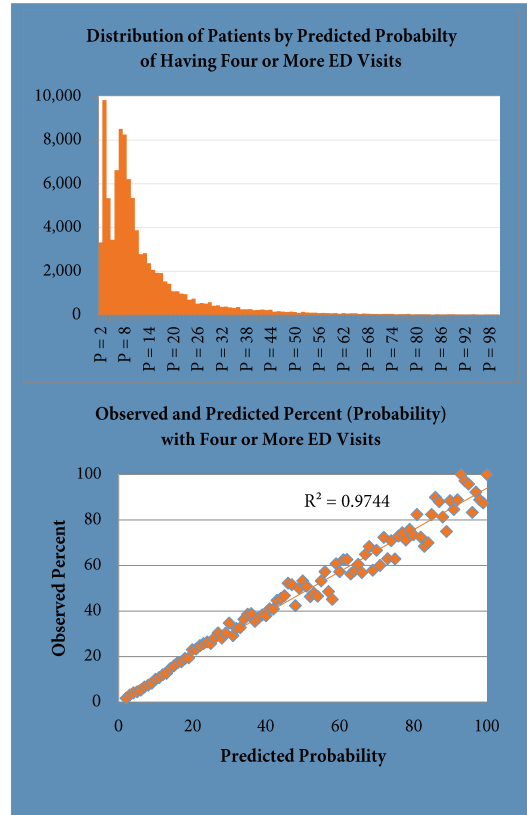 Distribution of Patients by Predicted Probabilty
of Having Four or More ED Visits
10,000
8,000
6,000
4,000
2,000
0
P = 2
P = 8
P = 14
P = 20
P = 26
P = 32
P = 38
P = 44
P = 50
P = 56
P = 62
P = 68
P = 74
P = 80
P = 86
P = 92
P = 98
Observed and Predicted Percent (Probability)
with Four or More ED Visits
100
80
60
40
20
0
Observed Percent
R² = 0.9744
0 20 40 60 80 100
Predicted Probability